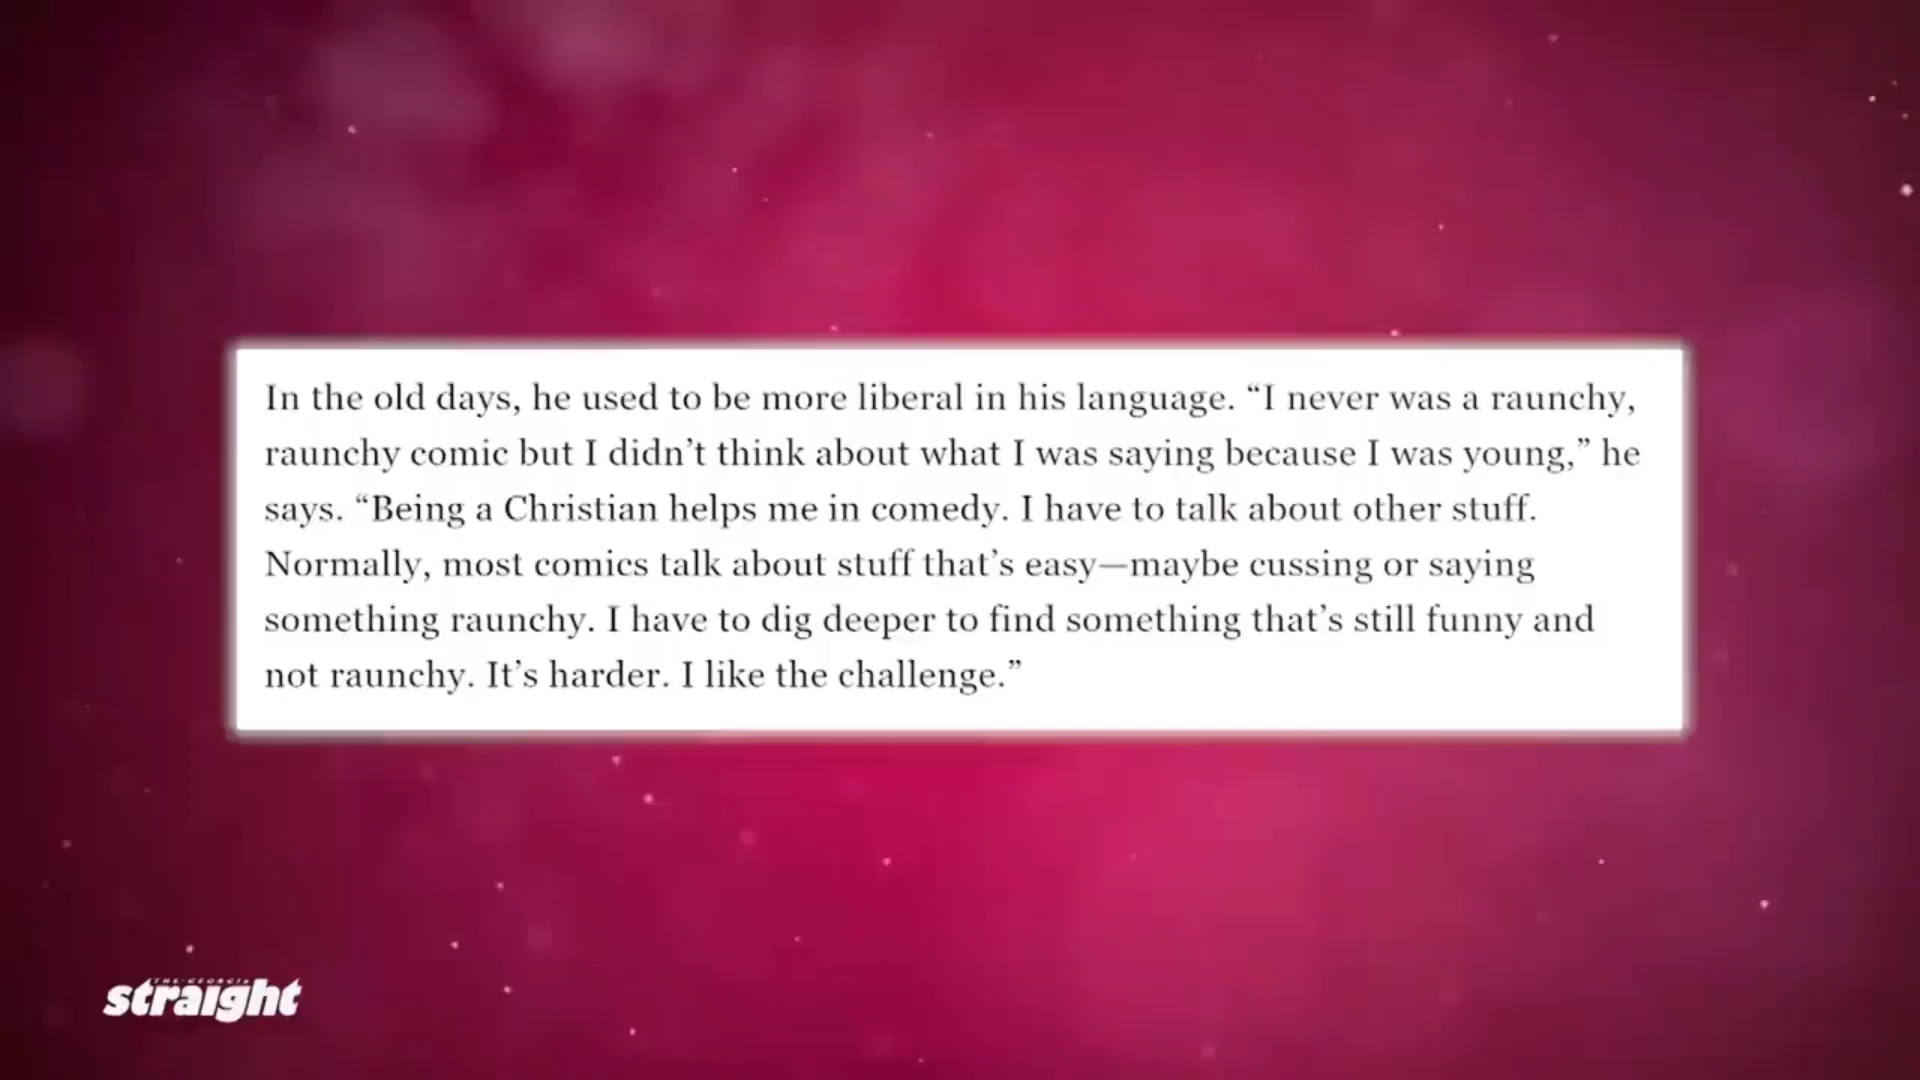 In the old days, he used to be more liberal in his language. “I never was a raunchy,
raunchy comic but I didn’t think about what I was saying because I was young,” he
says. “Being a Christian helps me in comedy. I have to talk about other stuff.
Normally, most comics talk about stuff that’s easy—maybe cussing or saying
something raunchy. I have to dig deeper to find something that’s still funny and
not raunchy. It’s harder. I like the challenge.”
THE GEORGIA
straight